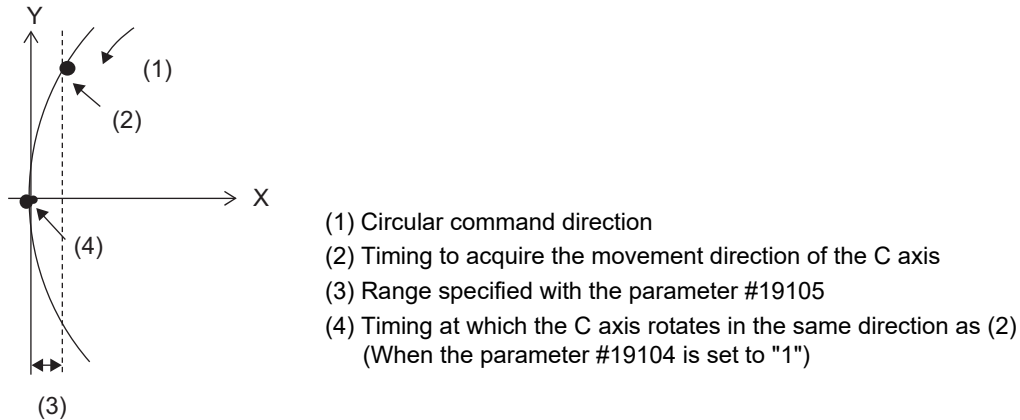 Y
(1)
(2)
X
(4)
(3)
(1) Circular command direction
(2) Timing to acquire the movement direction of the C axis
(3) Range specified with the parameter #19105
(4) Timing at which the C axis rotates in the same direction as (2)
(When the parameter #19104 is set to "1")